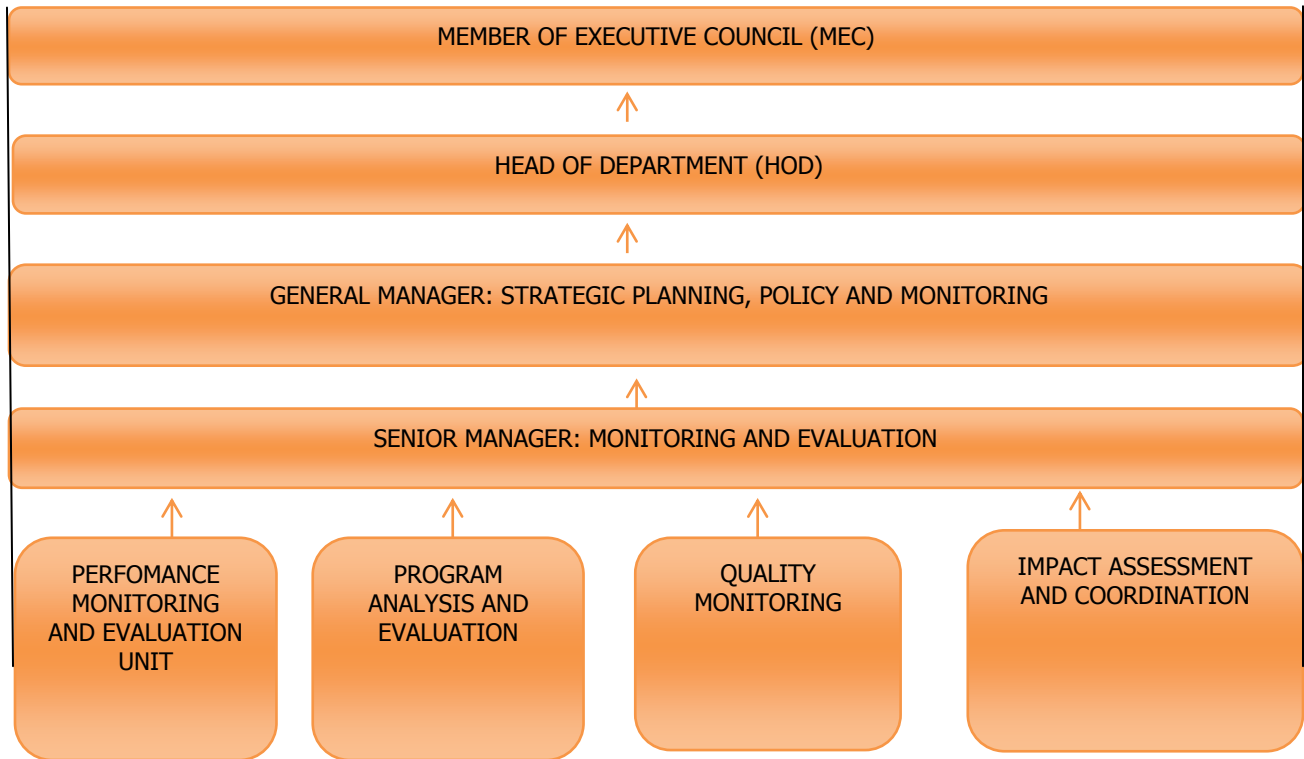 MEMBER OF EXECUTIVE COUNCIL (MEC)
HEAD OF DEPARTMENT (HOD)
GENERAL MANAGER: STRATEGIC PLANNING, POLICY AND MONITORING
SENIOR MANAGER: MONITORING AND EVALUATION
PERFOMANCE
MONITORING
AND EVALUATION
UNIT
PROGRAM
ANALYSIS AND
EVALUATION
QUALITY
MONITORING
IMPACT ASSESSMENT
AND COORDINATION